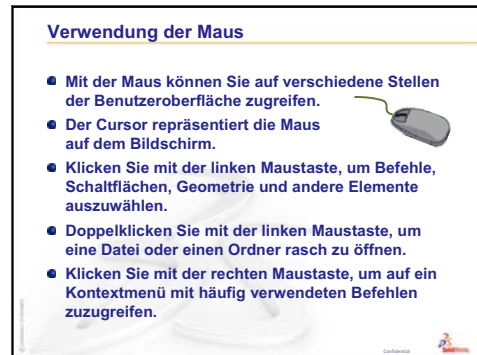 Verwendung der Maus
Mit der Maus können Sie auf verschiedene Stellen
der Benutzeroberfläche zugreifen.
Der Cursor repräsentiert die Maus
auf dem Bildschirm.
Klicken Sie mit der linken Maustaste, um Befehle,
Schaltflächen, Geometrie und andere Elemente
auszuwählen.
Doppelklicken Sie mit der linken Maustaste, um
eine Datei oder einen Ordner rasch zu öffnen.
Klicken Sie mit der rechten Maustaste, um auf ein
Kontextmenü mit häufig verwendeten Befehlen
zuzugreifen.
Confidential
SolidWorks